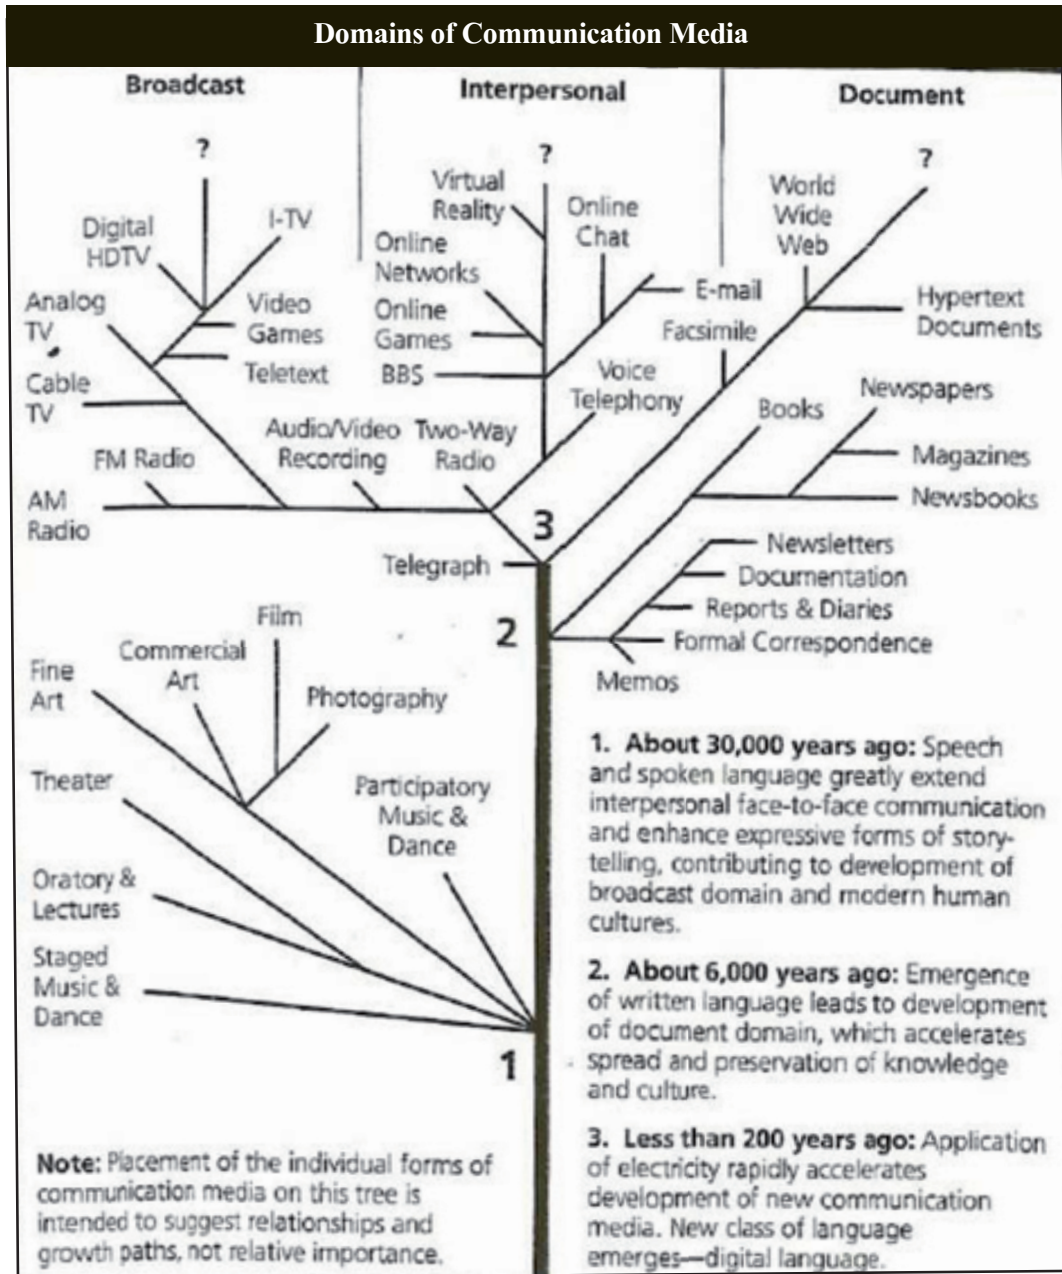 Domains of Communication Media
Broadcast
Interpersonal
Document
?
?
?
Digital
HDTV
I-TV
Analog
TV
Video
Games
Teletext
Cable
TV
FM Radio
Audio/Video
Recording
AM
Radio
Virtual
Reality
Online
Chat
Online
Networks
Online
Games
BBS
E-mail
Voice
Telephony
Two-Way
Radio
World
Wide
Web
Hypertext
Documents
Facsimile
Books
Newspapers
Magazines
Newsbooks
3
Telegraph
Newsletters
Documentation
Reports & Diaries
Formal Correspondence
Memos
2
Film
Commercial
Art
Fine
Art
Photography
Theater
Participatory
Music &
Dance
Oratory &
Lectures
Staged
Music &
Dance
1
1. About 30,000 years ago: Speech
and spoken language greatly extend
interpersonal face-to-face communication
and enhance expressive forms of story-
telling, contributing to development of
broadcast domain and modern human
cultures.
2. About 6,000 years ago: Emergence
of written language leads to development
of document domain, which accelerates
spread and preservation of knowledge
and culture.
3. Less than 200 years ago: Application
of electricity rapidly accelerates
development of new communication
media. New class of language
emerges—digital language.
Note: Placement of the individual forms of
communication media on this tree is
intended to suggest relationships and
growth paths, not relative importance.